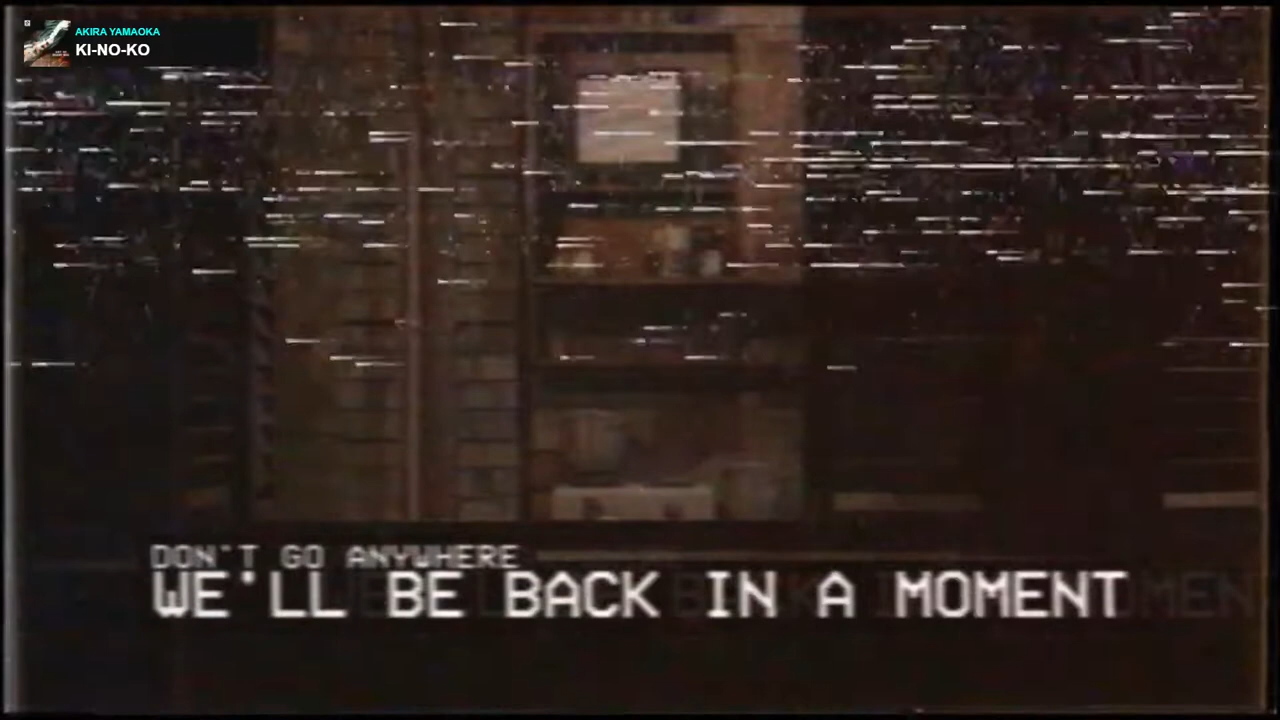 AKIRA YAMAOKA
KI-NO-KO
DON'T GO ANYWHERE
WE'LL BE BACK IN A MOMENT